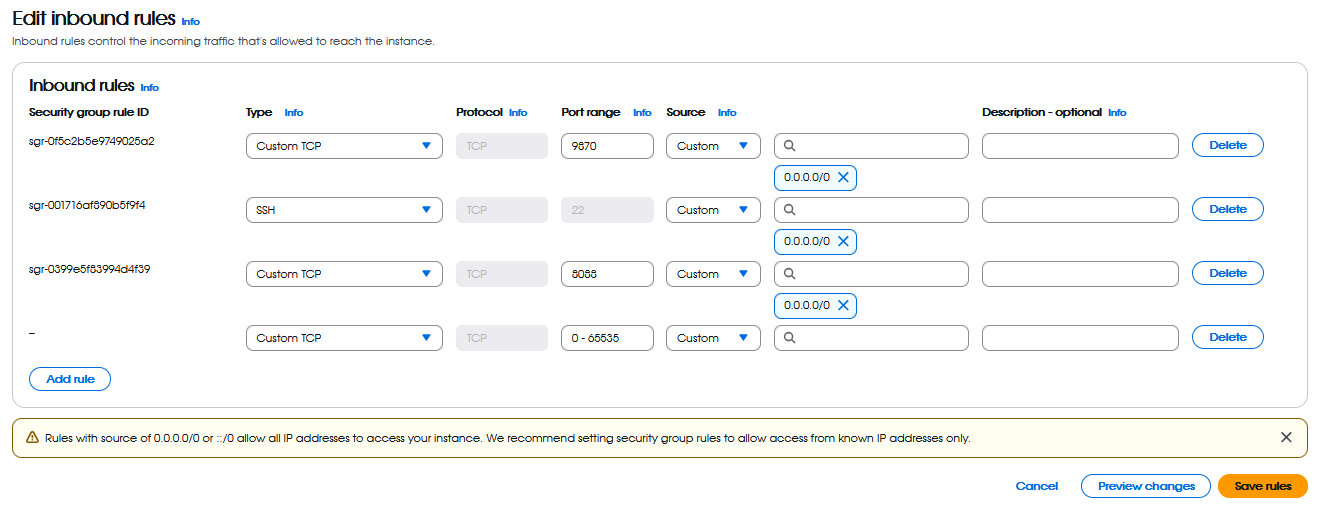 Edit inbound rules Info
Inbound rules control the incoming traffic that's allowed to reach the instance.
Inbound rules Info
Security group rule ID Type Info Protocol Info Port range Info Source Info Description - optional Info
sgr-0f5c2b5e9749025a2 Custom TCP TCP 9870 Custom Delete
0.0.0.0/0
sgr-001716af890b5f9f4 SSH TCP 22 Custom Delete
0.0.0.0/0
sgr-0399e5f83994d4f39 Custom TCP TCP 8088 Custom Delete
0.0.0.0/0
– Custom TCP TCP 0 - 65535 Custom Delete
Add rule
Rules with source of 0.0.0.0/0 or ::/0 allow all IP addresses to access your instance. We recommend setting security group rules to allow access from known IP addresses only.
Cancel Preview changes Save rules